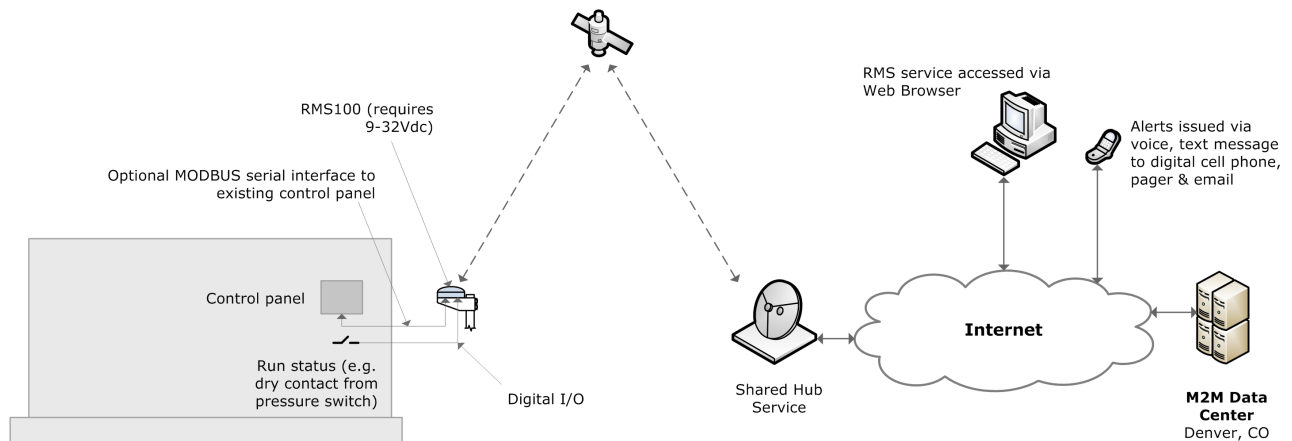 RMS service accessed via
Web Browser
RMS100 (requires
9-32Vdc)
Alerts issued via
voice, text message
to digital cell phone,
pager & email
Optional MODBUS serial interface to
existing control panel
Control panel
Internet
Run status (e.g.
dry contact from
pressure switch)
Digital I/O
Shared Hub
Service
M2M Data
Center
Denver, CO